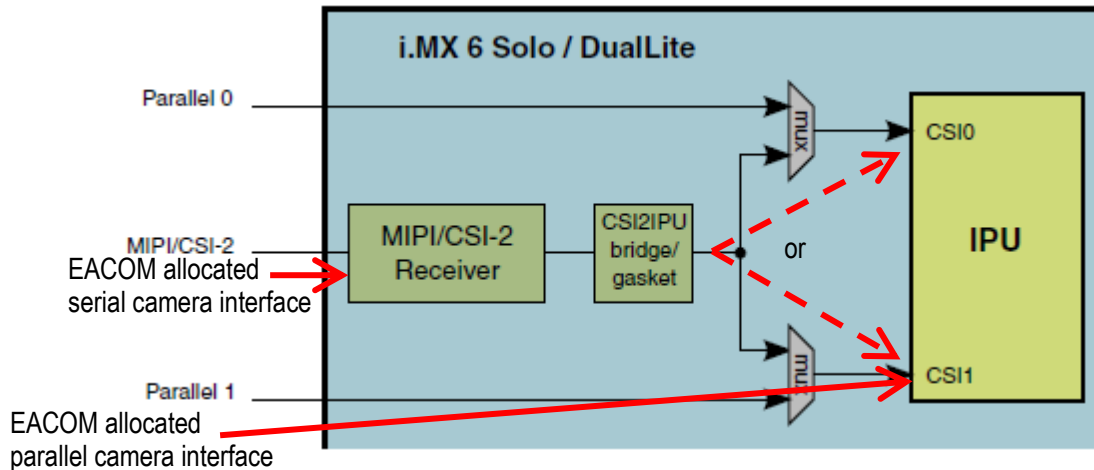 i.MX 6 Solo / DualLite
Parallel 0
mux
CSI0
MIPI/CSI-2
EACOM allocated
serial camera interface
MIPI/CSI-2
Receiver
CSI2IPU
bridge/
gasket
or
IPU
mux
CSI1
Parallel 1
EACOM allocated
parallel camera interface